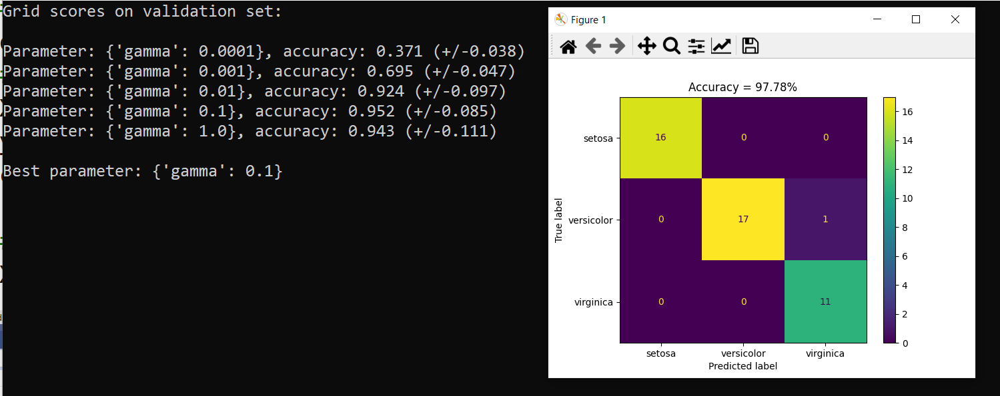 Grid scores on validation set:
Parameter: {'gamma': 0.0001}, accuracy: 0.371 (+/-0.038)
Parameter: {'gamma': 0.001}, accuracy: 0.695 (+/-0.047)
Parameter: {'gamma': 0.01}, accuracy: 0.924 (+/-0.097)
Parameter: {'gamma': 0.1}, accuracy: 0.952 (+/-0.085)
Parameter: {'gamma': 1.0}, accuracy: 0.943 (+/-0.111)
Best parameter: {'gamma': 0.1}
Figure 1
Accuracy = 97.78%
True label
setosa
16 0 0
versicolor
0 17 1
virginica
0 0 11
setosa versicolor virginica
Predicted label
16
14
12
10
8
6
4
2
0